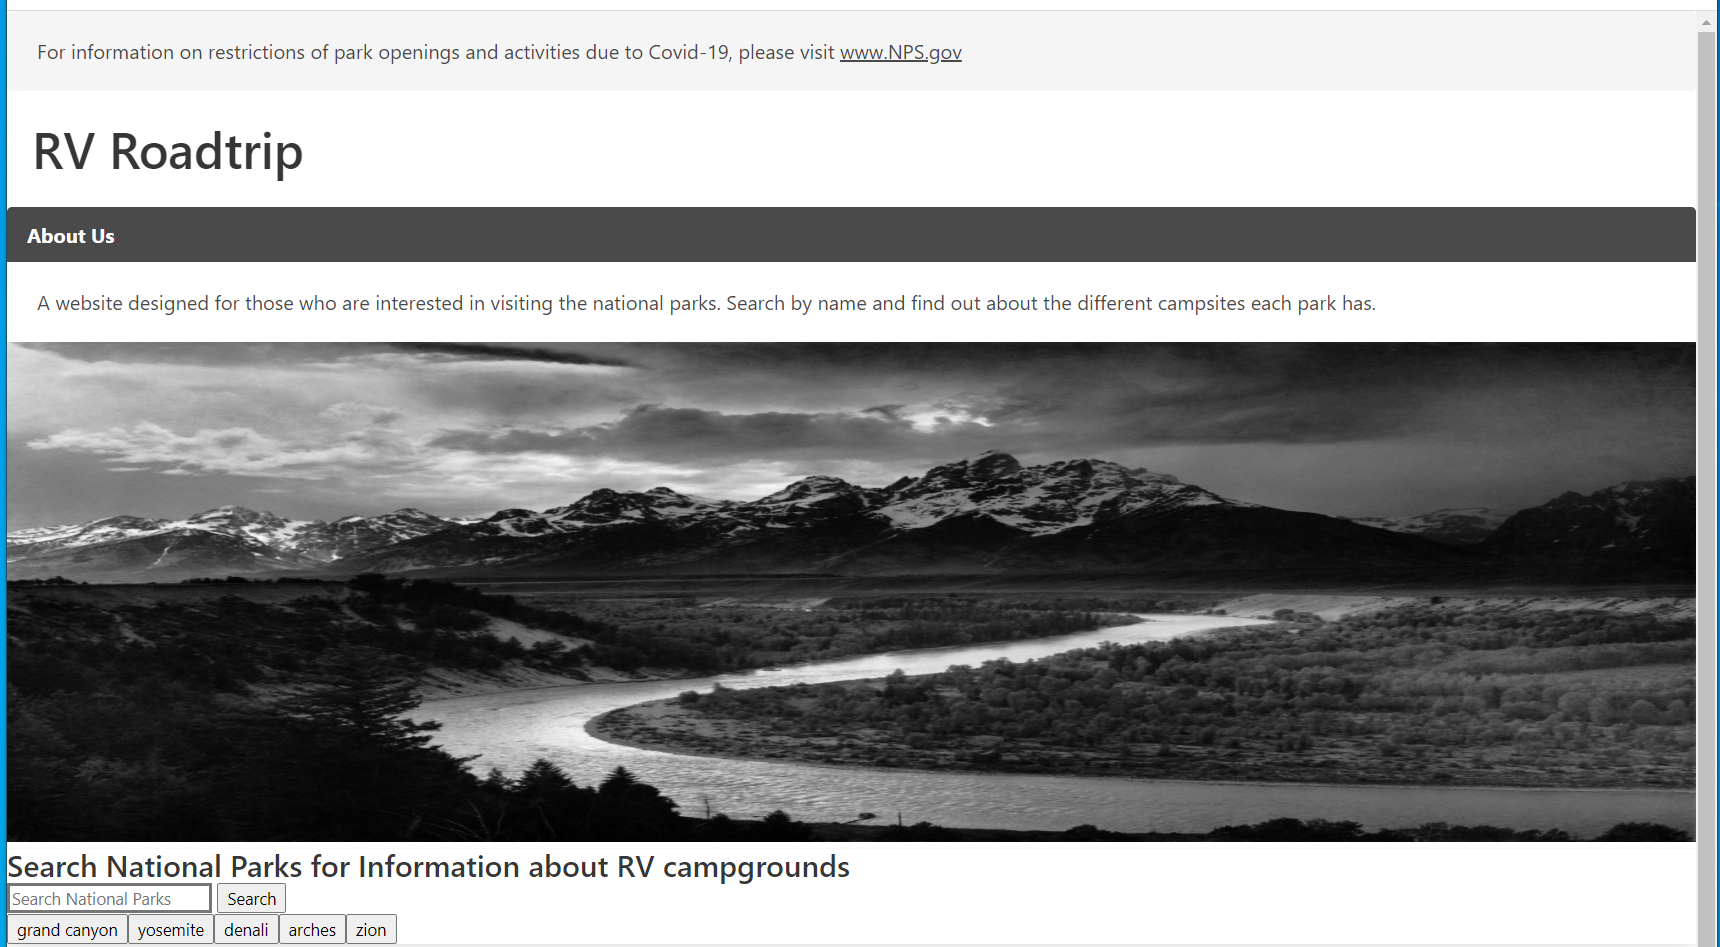 For information on restrictions of park openings and activities due to Covid-19, please visit www.NPS.gov
RV Roadtrip
About Us
A website designed for those who are interested in visiting the national parks. Search by name and find out about the different campsites each park has.
Search National Parks for Information about RV campgrounds
Search National Parks Search
grand canyon yosemite denali arches zion